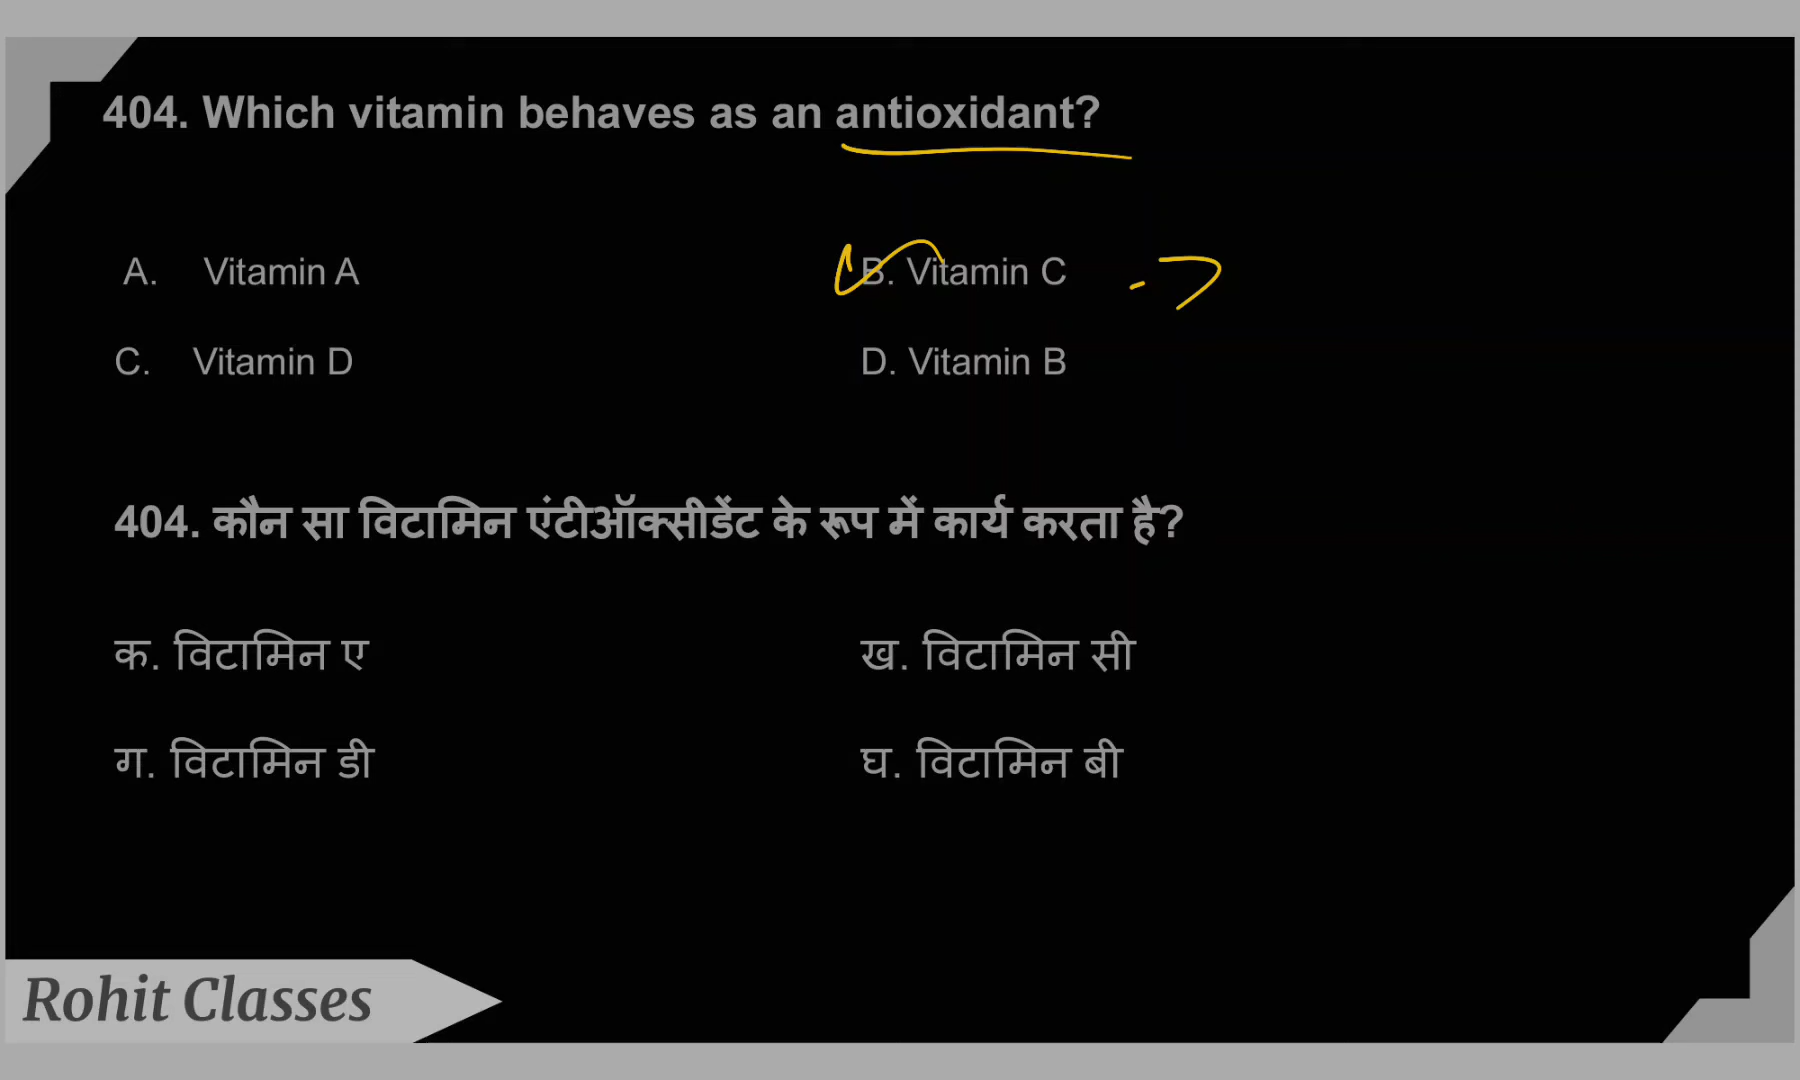 404. Which vitamin behaves as an antioxidant?
A. Vitamin A B. Vitamin C
C. Vitamin D D. Vitamin B
404. कौन सा विटामिन एंटीऑक्सीडेंट के रूप में कार्य करता है?
क. विटामिन ए ख. विटामिन सी
ग. विटामिन डी घ. विटामिन बी
Rohit Classes